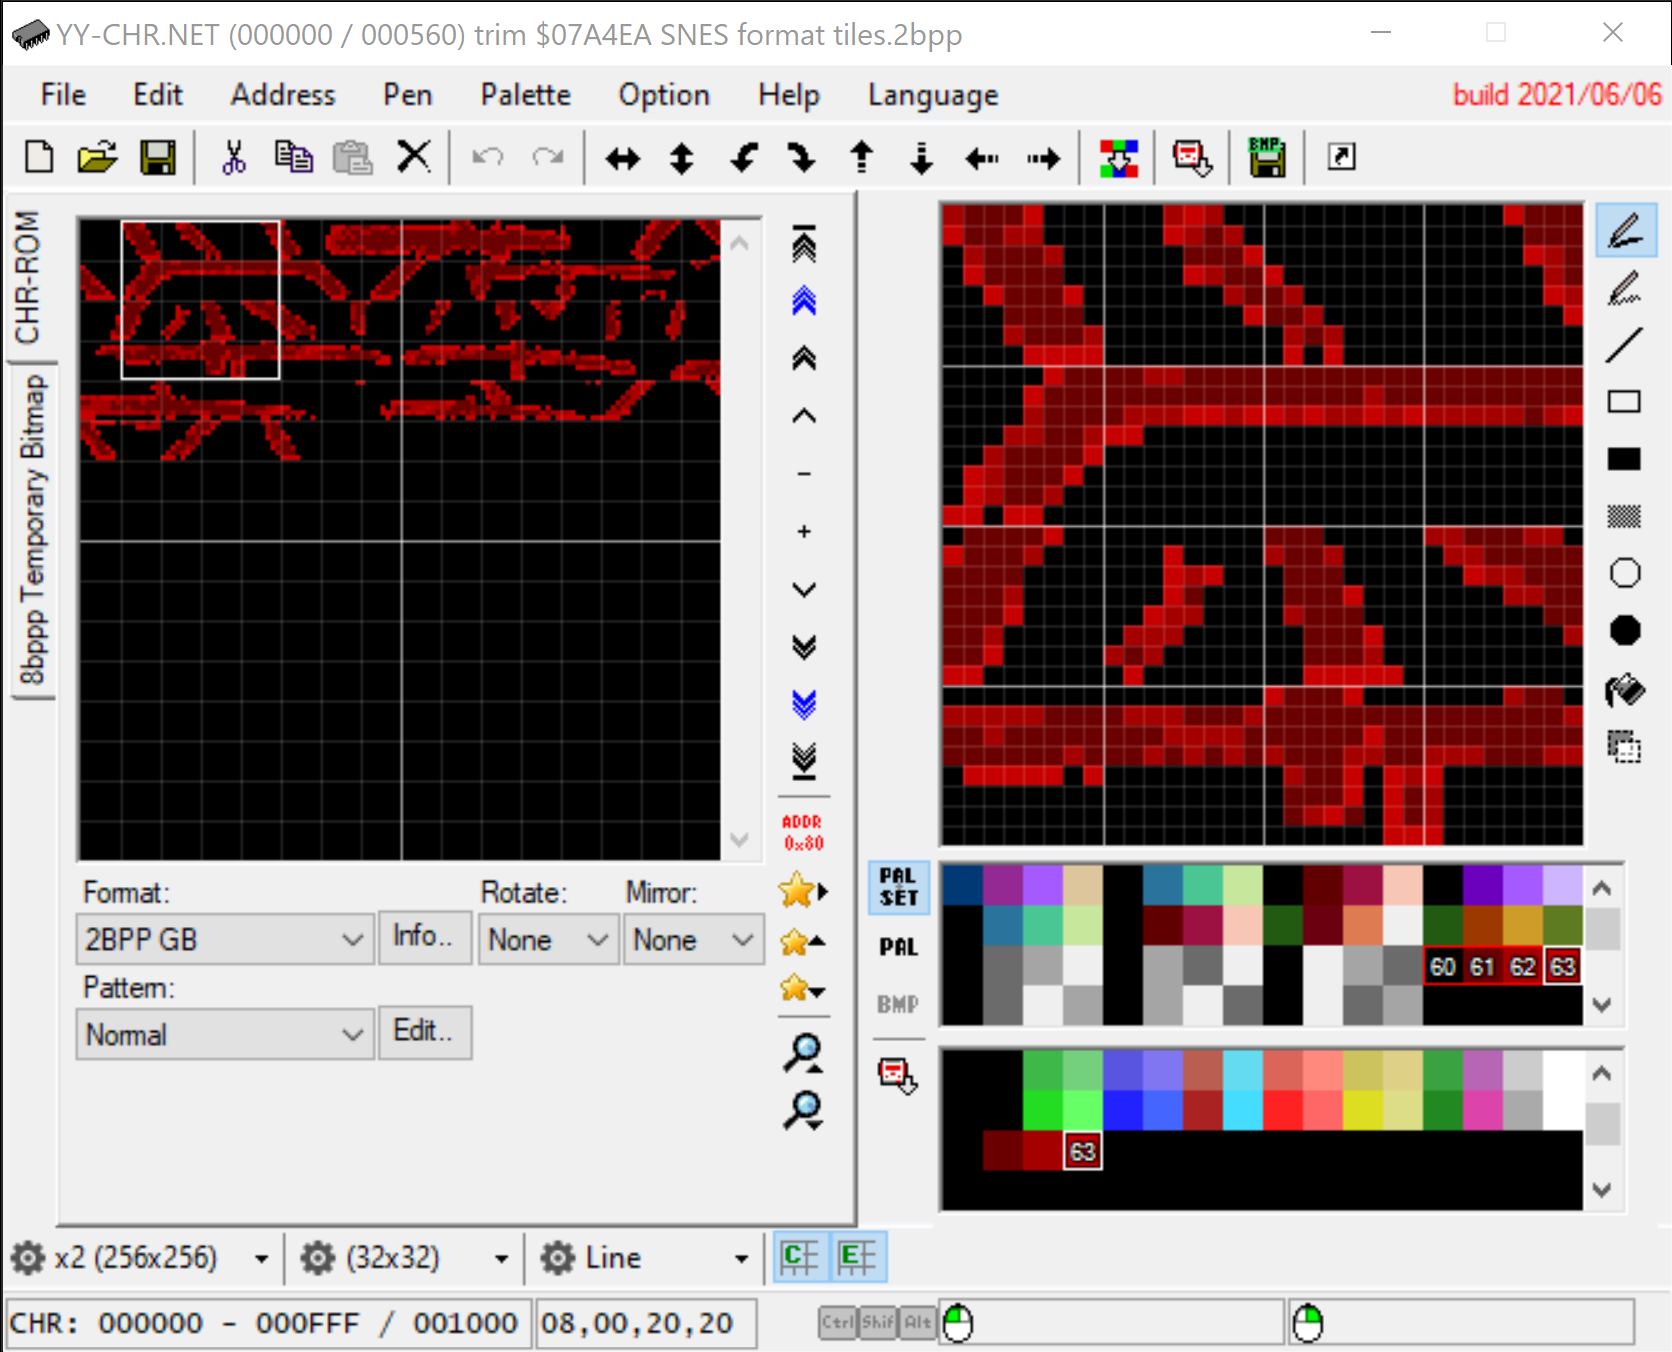 YY-CHR.NET (000000 / 000560) trim $07A4EA SNES format tiles.2bpp
File Edit Address Pen Palette Option Help Language build 2021/06/06
BMP
CHR-ROM
8bppp Temporary Bitmap
ADDR
0x80
Format: Rotate: Mirror:
2BPP GB Info.. None None
Pattern:
Normal Edit..
PAL
SET
PAL
BMP
60 61 62 63
63
x2 (256x256) (32x32) Line C E
CHR: 000000 - 000FFF / 001000 08,00,20,20 Ctrl Shif Alt